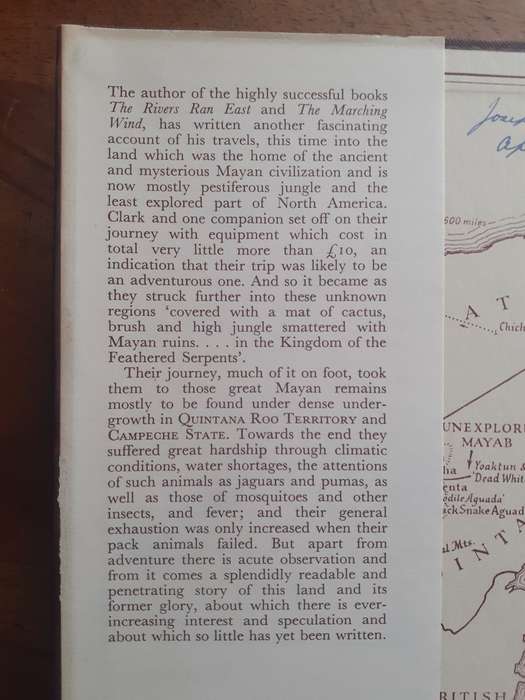 The author of the highly successful books
The Rivers Ran East and The Marching
Wind, has written another fascinating
account of his travels, this time into the
land which was the home of the ancient
and mysterious Mayan civilization and is
now mostly pestiferous jungle and the
least explored part of North America.
Clark and one companion set off on their
journey with equipment which cost in
total very little more than £10, an
indication that their trip was likely to be
an adventurous one. And so it became as
they struck further into these unknown
regions ‘covered with a mat of cactus,
brush and high jungle smattered with
Mayan ruins. . . . in the Kingdom of the
Feathered Serpents’.
Their journey, much of it on foot, took
them to those great Mayan remains
mostly to be found under dense under-
growth in QUINTANA ROO TERRITORY and
CAMPECHE STATE. Towards the end they
suffered great hardship through climatic
conditions, water shortages, the attentions
of such animals as jaguars and pumas, as
well as those of mosquitoes and other
insects, and fever; and their general
exhaustion was only increased when their
pack animals failed. But apart from
adventure there is acute observation and
from it comes a splendidly readable and
penetrating story of this land and its
former glory, about which there is ever-
increasing interest and speculation and
about which so little has yet been written.
Josep
Ap
500 miles
A T
Chich
UNEXPLOR
MAYAB
Yoaktun &
'Dead Whit
ha
enta
odile Aguada'
ackSnake Aguad
Mts.
I N T A
RITISH